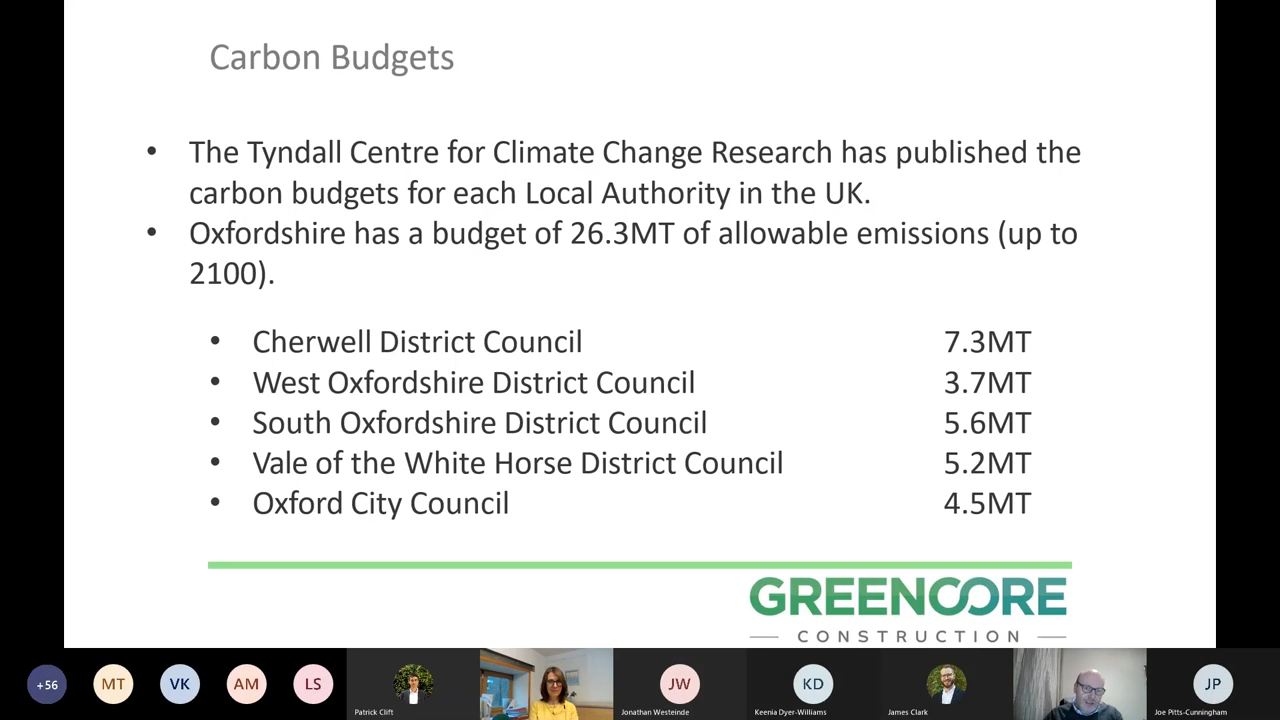 Carbon Budgets
• The Tyndall Centre for Climate Change Research has published the
carbon budgets for each Local Authority in the UK.
• Oxfordshire has a budget of 26.3MT of allowable emissions (up to
2100).
• Cherwell District Council 7.3MT
• West Oxfordshire District Council 3.7MT
• South Oxfordshire District Council 5.6MT
• Vale of the White Horse District Council 5.2MT
• Oxford City Council 4.5MT
GREENCORE
CONSTRUCTION
+56 MT VK AM LS JW KD JP
Patrick Clift Jonathan Westeinde Keenia Dyer-Williams James Clark Joe Pitts-Cunningham